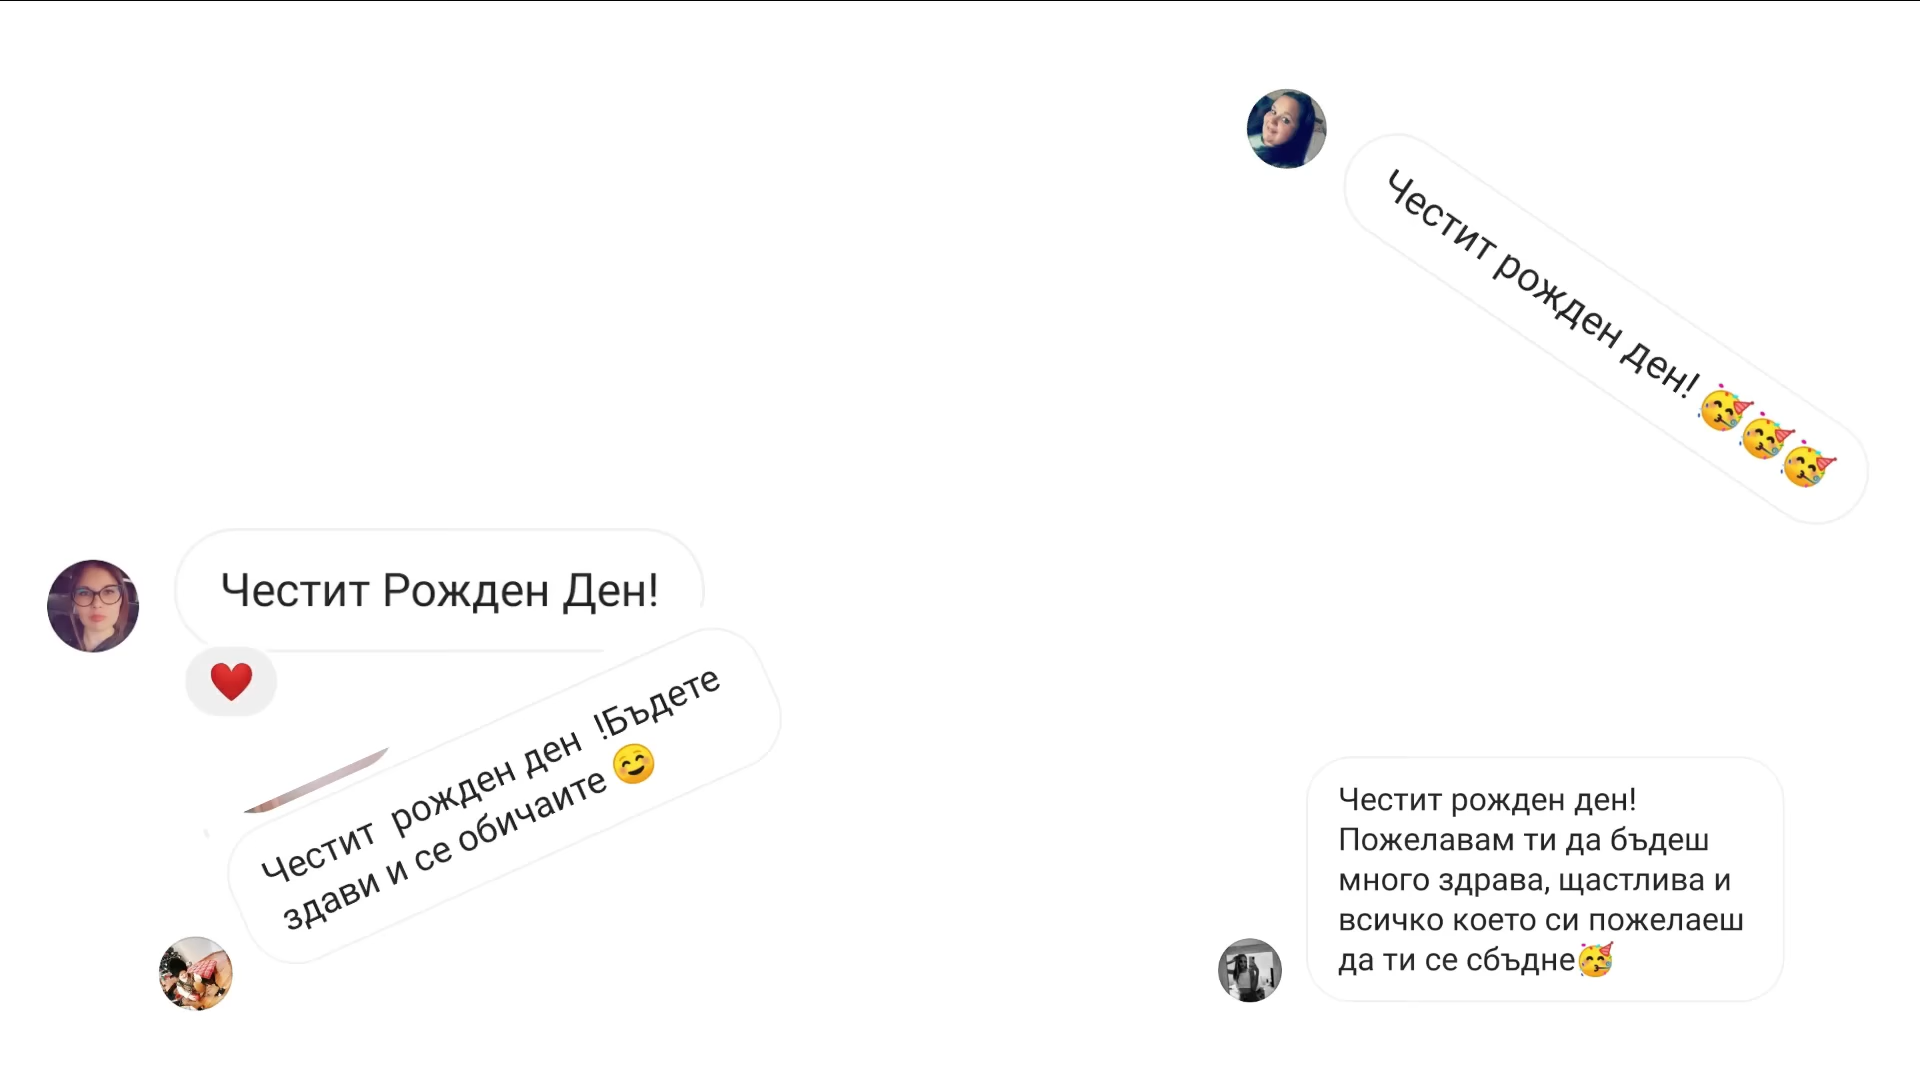 Честит рожден ден! 🥳🥳🥳
Честит Рожден Ден!
❤️
Честит рожден ден !Бъдете
здави и се обичаите 😊
Честит рожден ден!
Пожелавам ти да бъдеш
много здрава, щастлива и
всичко което си пожелаеш
да ти се сбъдне🥳